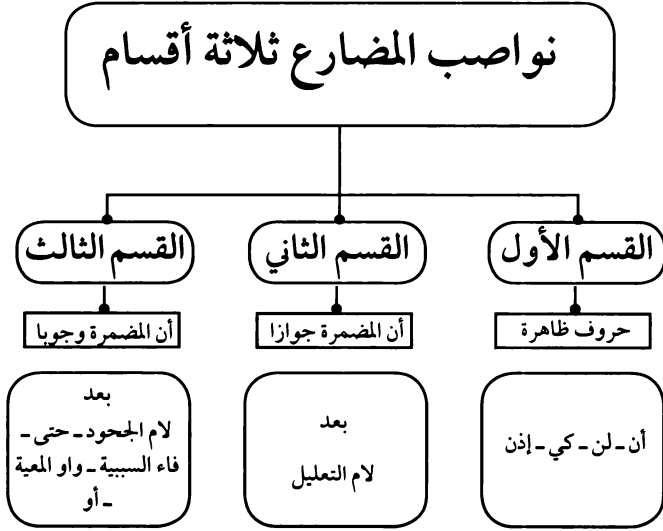 نواصب المضارع ثلاثة أقسام
القسم الأول
القسم الثاني
القسم الثالث
حروف ظاهرة
أن المضمرة جوازا
أن المضمرة وجوبا
أن ـ لن ـ كي ـ إذن
بعد
لام التعليل
بعد
لام الجحود ـ حتى ـ
فاء السببية ـ واو المعية
ـ أو